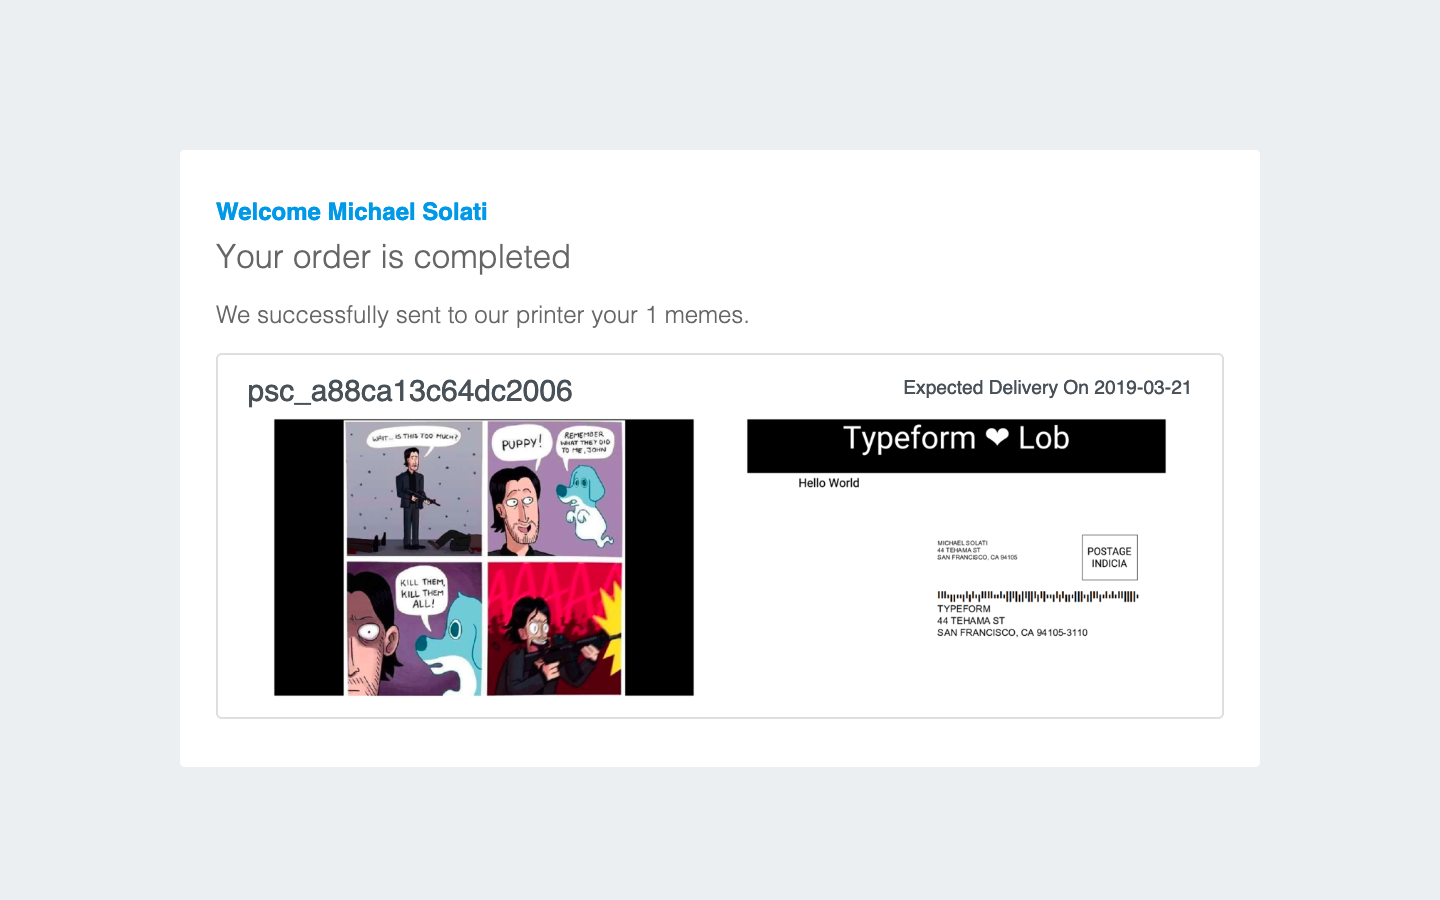 Welcome Michael Solati
Your order is completed
We successfully sent to our printer your 1 memes.
psc_a88ca13c64dc2006
Expected Delivery On 2019-03-21
WAIT... IS THIS TOO MUCH?
PUPPY!
REMEMBER
WHAT THEY DID
TO ME, JOHN
KILL THEM,
KILL THEM
ALL!
AAAAA
Typeform ❤ Lob
Hello World
MICHAEL SOLATI
44 TEHAMA ST
SAN FRANCISCO, CA 94105
POSTAGE
INDICIA
TYPEFORM
44 TEHAMA ST
SAN FRANCISCO, CA 94105-3110